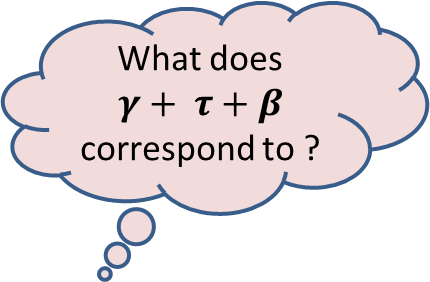 What does
𝜸 + 𝝉 + 𝜷
correspond to ?